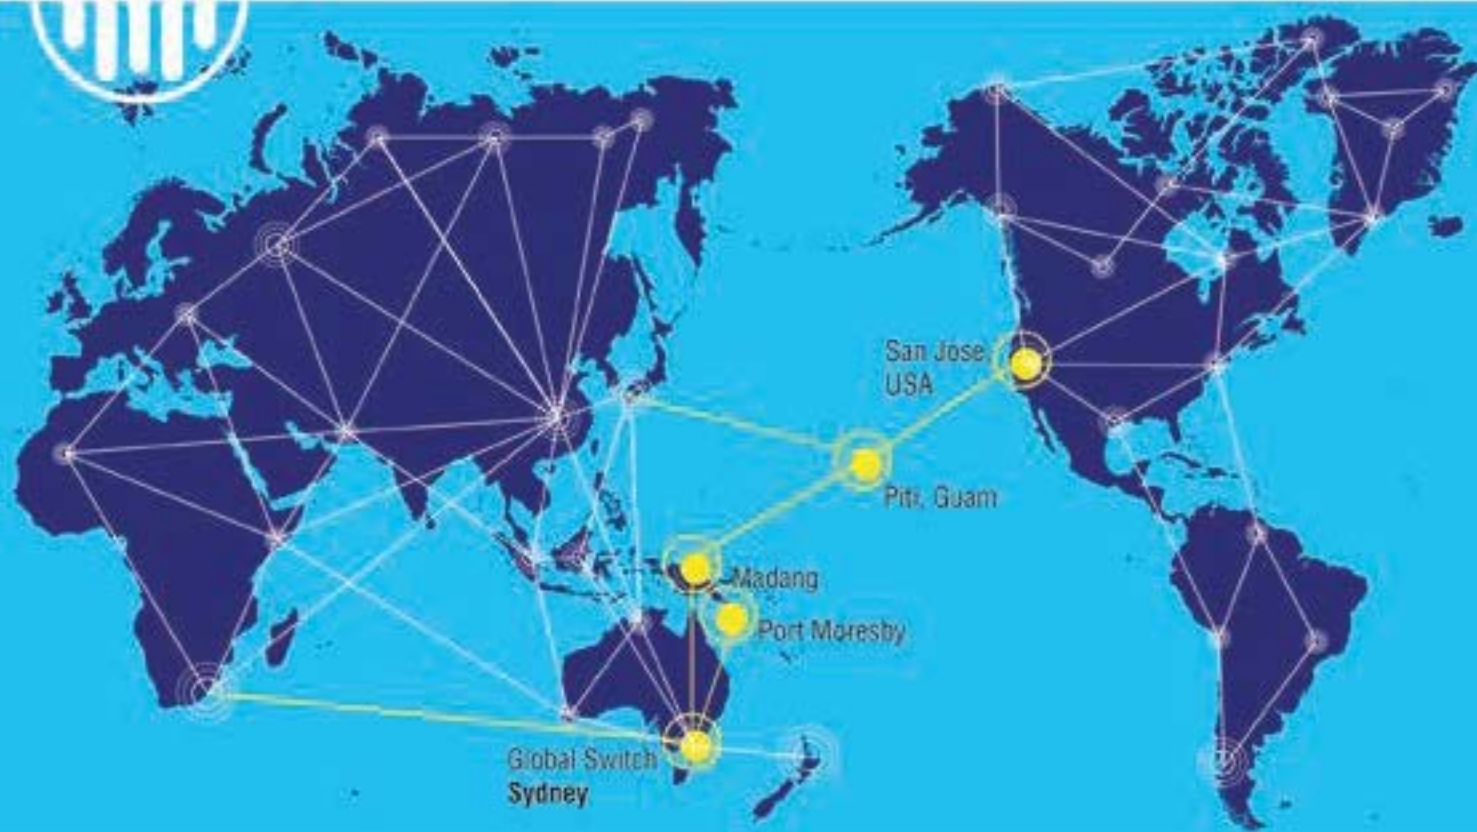 San Jose,
USA
Piti, Guam
Madang
Port Moresby
Global Switch
Sydney